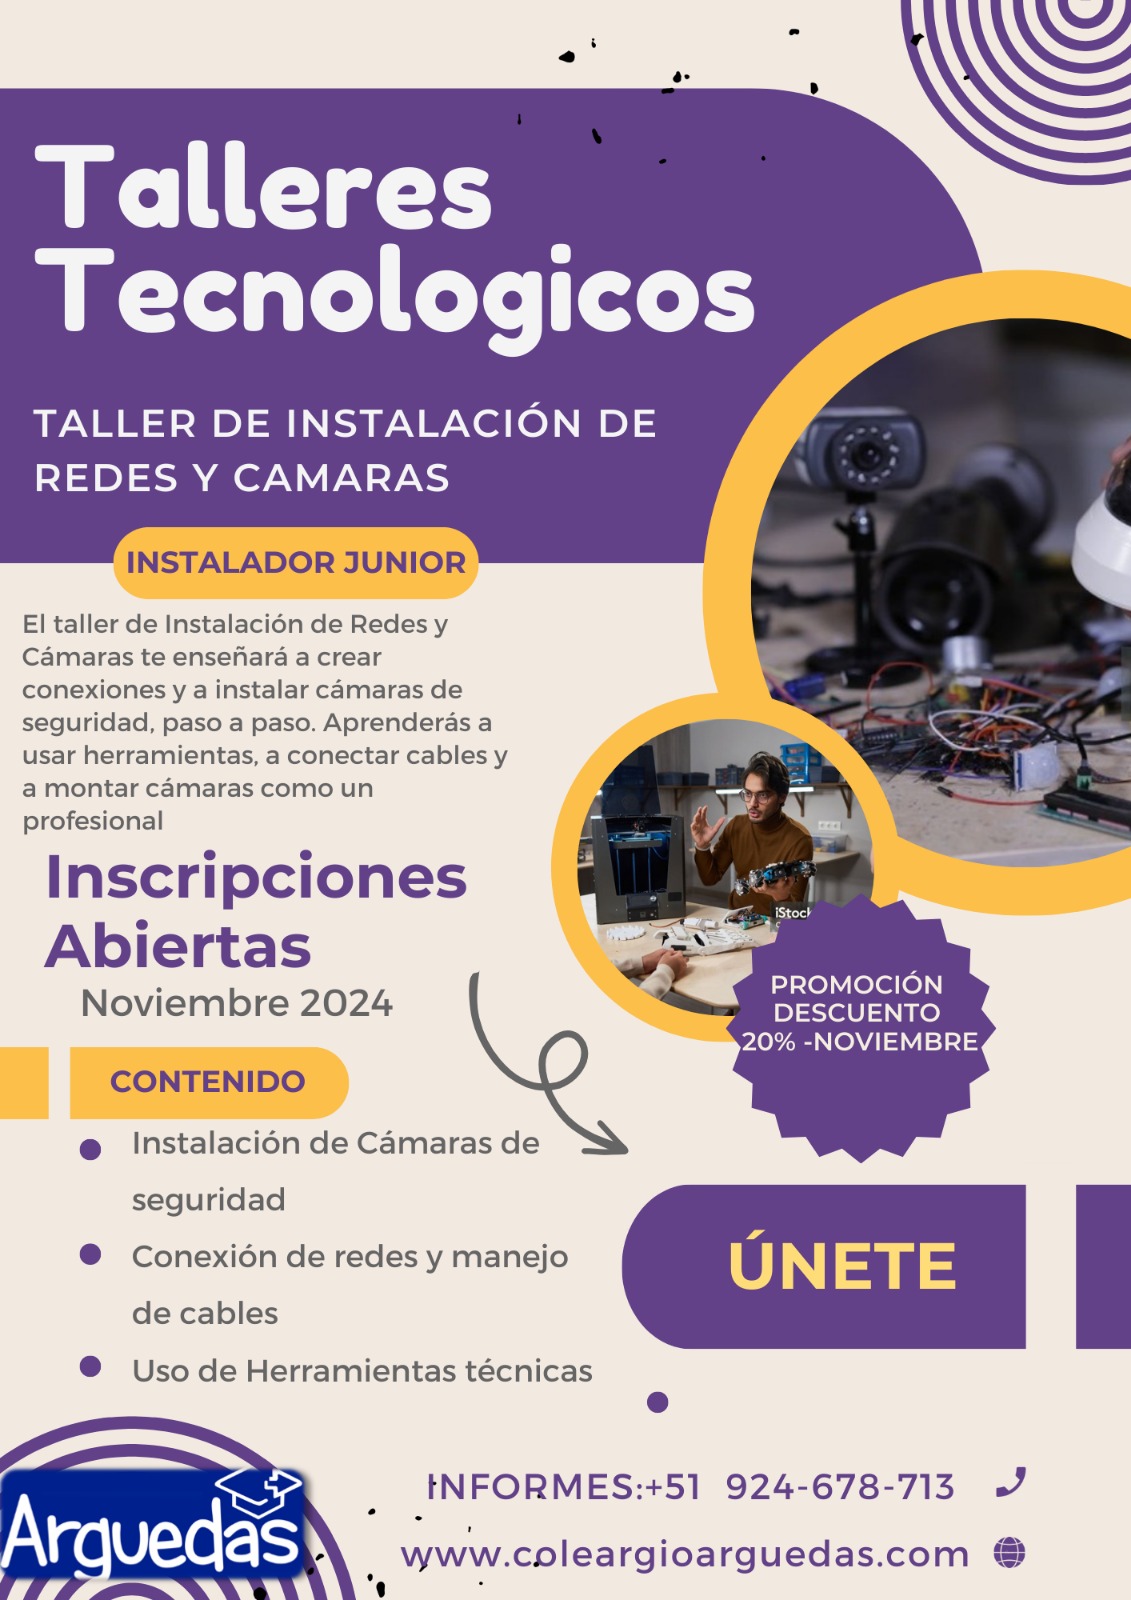 Talleres
Tecnologicos
TALLER DE INSTALACIÓN DE
REDES Y CAMARAS
INSTALADOR JUNIOR
El taller de Instalación de Redes y
Cámaras te enseñará a crear
conexiones y a instalar cámaras de
seguridad, paso a paso. Aprenderás a
usar herramientas, a conectar cables y
a montar cámaras como un
profesional
Inscripciones
Abiertas
Noviembre 2024
iStock
PROMOCIÓN
DESCUENTO
20% -NOVIEMBRE
CONTENIDO
Instalación de Cámaras de
seguridad
Conexión de redes y manejo
de cables
Uso de Herramientas técnicas
ÚNETE
INFORMES:+51 924-678-713
www.coleargioarguedas.com
Arguedas